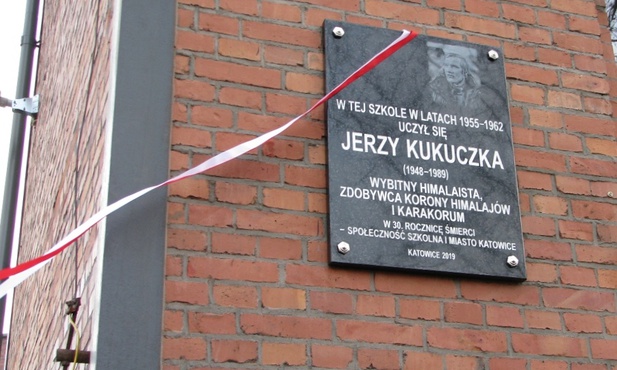 W TEJ SZKOLE W LATACH 1955-1962
UCZYŁ SIĘ
JERZY KUKUCZKA
(1948-1989)
WYBITNY HIMALAISTA,
ZDOBYWCA KORONY HIMALAJÓW
I KARAKORUM
W 30. ROCZNICĘ ŚMIERCI
– SPOŁECZNOŚĆ SZKOLNA I MIASTO KATOWICE
KATOWICE 2019